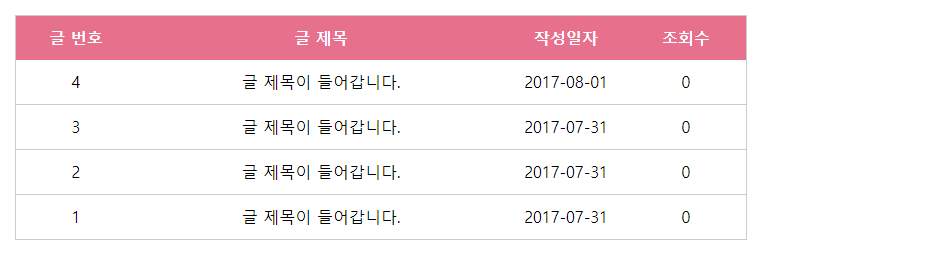 글 번호 글 제목 작성일자 조회수
4 글 제목이 들어갑니다. 2017-08-01 0
3 글 제목이 들어갑니다. 2017-07-31 0
2 글 제목이 들어갑니다. 2017-07-31 0
1 글 제목이 들어갑니다. 2017-07-31 0